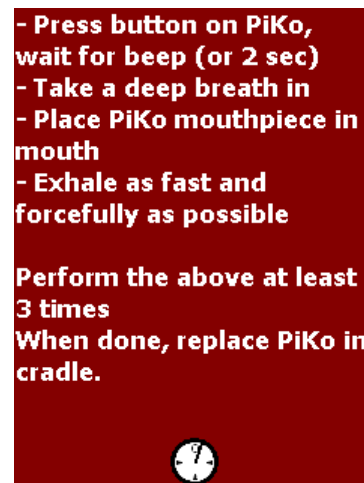 - Press button on PiKo,
wait for beep (or 2 sec)
- Take a deep breath in
- Place PiKo mouthpiece in
mouth
- Exhale as fast and
forcefully as possible
Perform the above at least
3 times
When done, replace PiKo in
cradle.